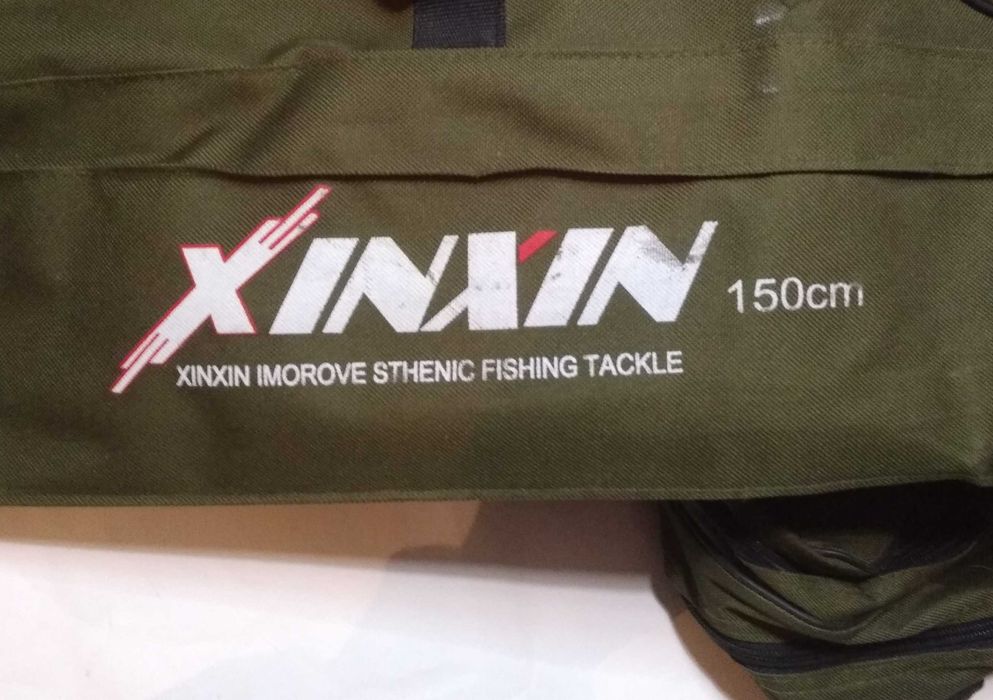 XINXIN 150cm
XINXIN IMOROVE STHENIC FISHING TACKLE